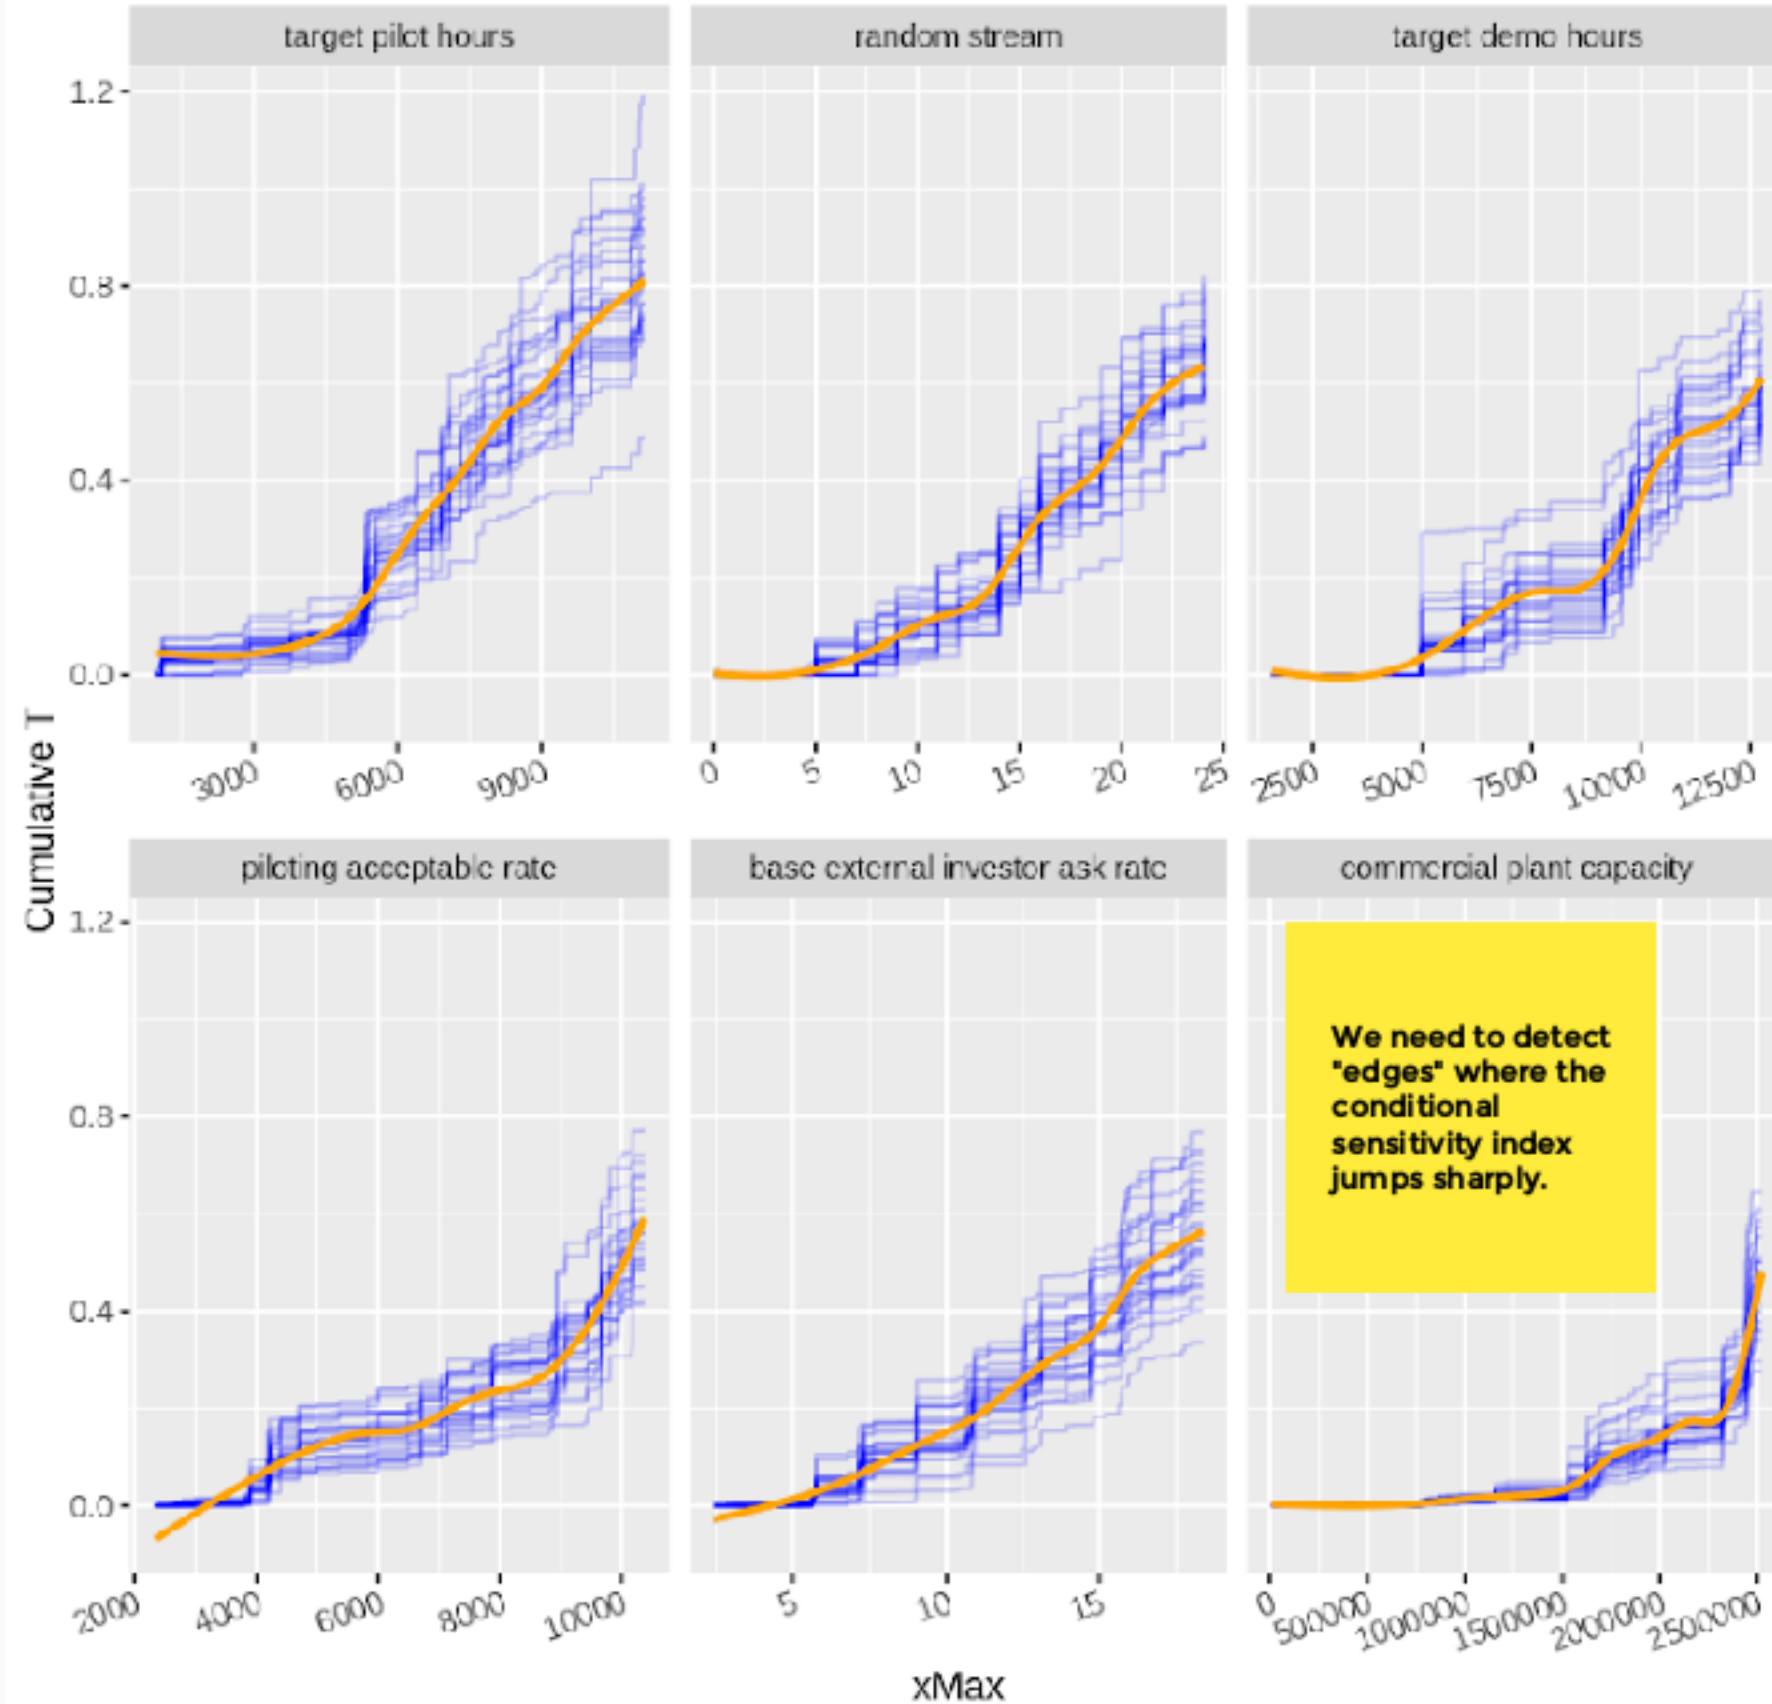 target pilot hours
random stream
target demo hours
1.2
0.8
0.4
0.0
3000 6000 9000
0 5 10 15 20 25
2500 5000 7500 10000 12500
Cumulative T
piloting acceptable rate
base external investor ask rate
commercial plant capacity
1.2
0.8
0.4
0.0
We need to detect
"edges" where the
conditional
sensitivity index
jumps sharply.
2000 4000 6000 8000 10000
5 10 15
0 500000 1000000 1500000 2000000 2500000
xMax